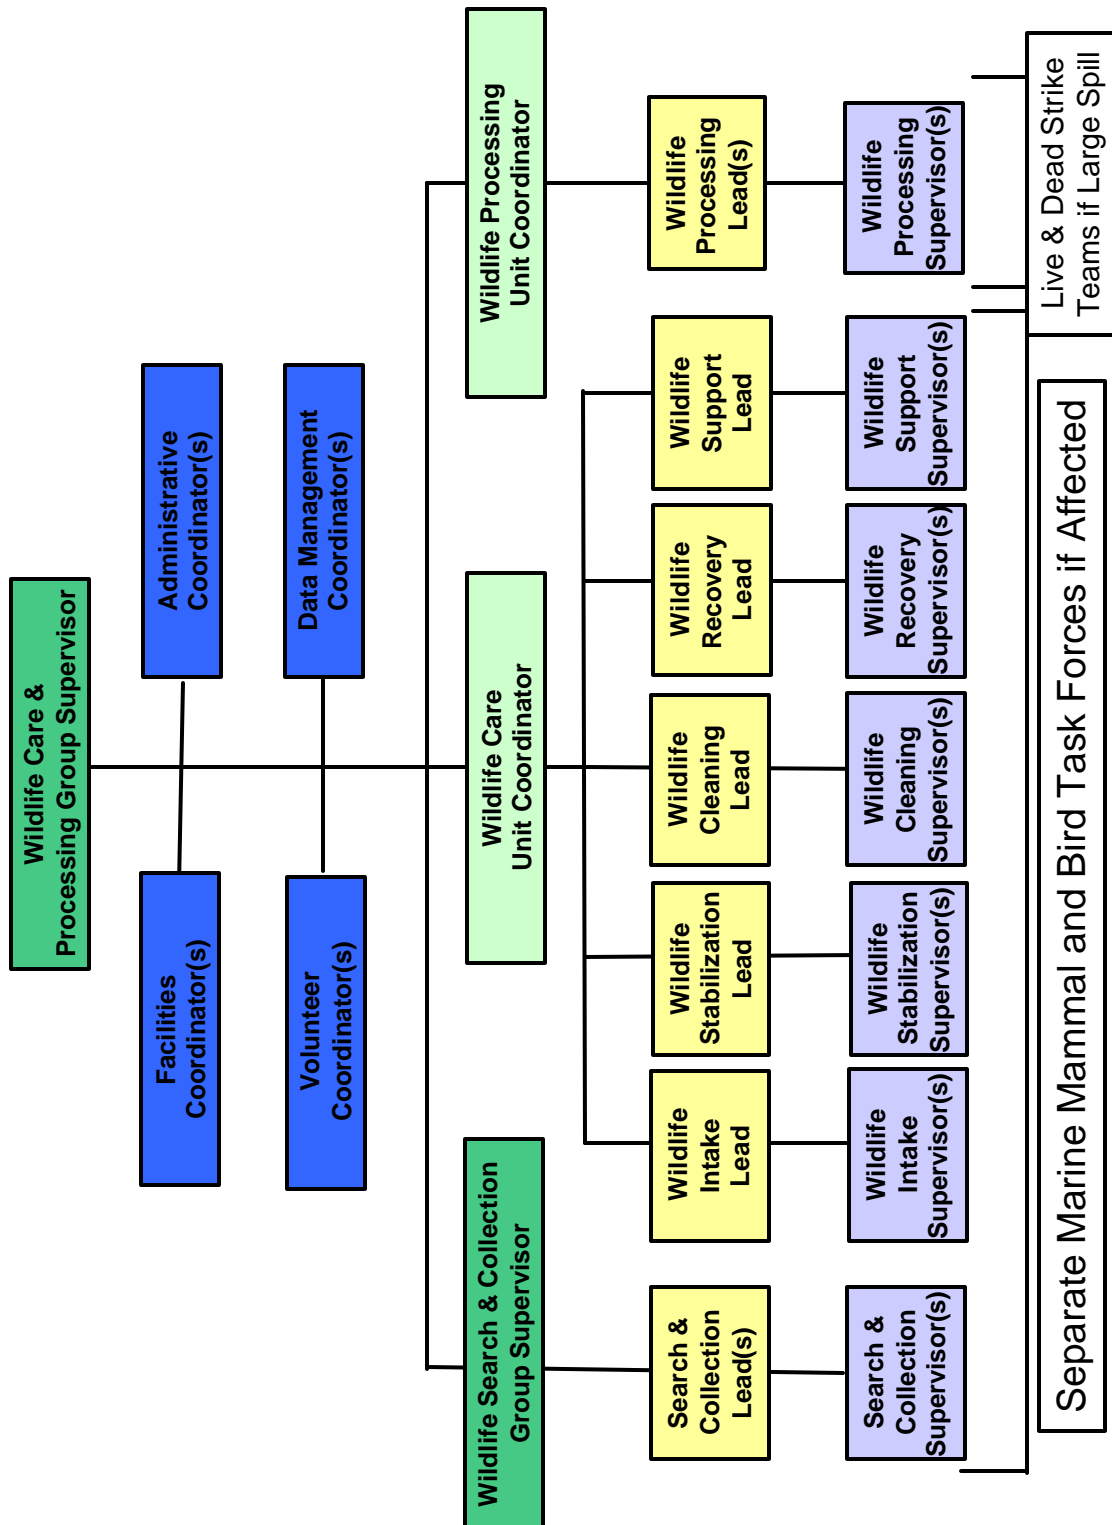 Wildlife Care &
Processing Group Supervisor
Facilities
Coordinator(s)
Administrative
Coordinator(s)
Volunteer
Coordinator(s)
Data Management
Coordinator(s)
Wildlife Search & Collection
Group Supervisor
Wildlife Care
Unit Coordinator
Wildlife Processing
Unit Coordinator
Search &
Collection
Lead(s)
Wildlife
Intake
Lead
Wildlife
Stabilization
Lead
Wildlife
Cleaning
Lead
Wildlife
Recovery
Lead
Wildlife
Support
Lead
Wildlife
Processing
Lead(s)
Search &
Collection
Supervisor(s)
Wildlife
Intake
Supervisor(s)
Wildlife
Stabilization
Supervisor(s)
Wildlife
Cleaning
Supervisor(s)
Wildlife
Recovery
Supervisor(s)
Wildlife
Support
Supervisor(s)
Wildlife
Processing
Supervisor(s)
Separate Marine Mammal and Bird Task Forces if Affected
Live & Dead Strike
Teams if Large Spill